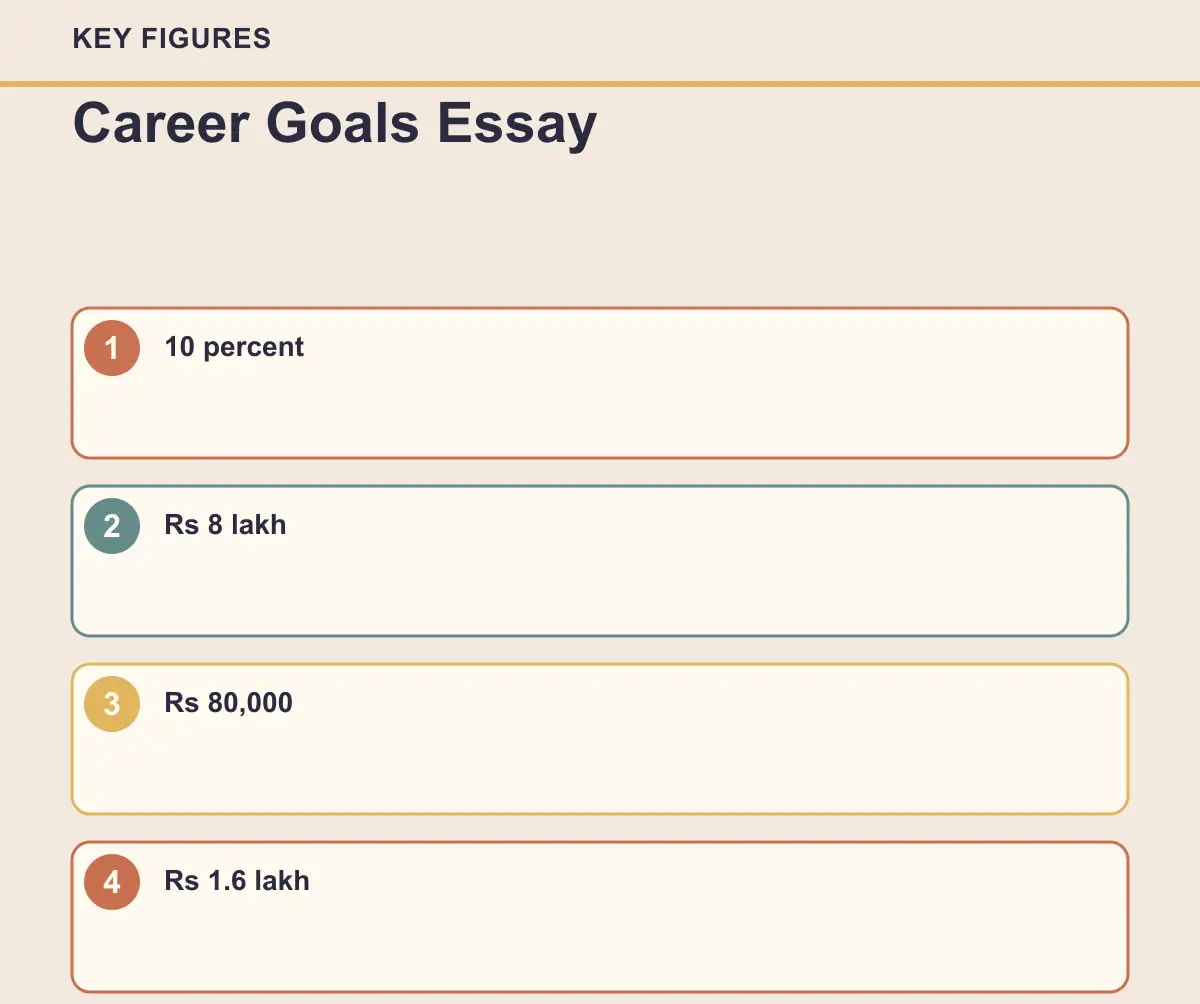 KEY FIGURES
Career Goals Essay
1 10 percent
2 Rs 8 lakh
3 Rs 80,000
4 Rs 1.6 lakh